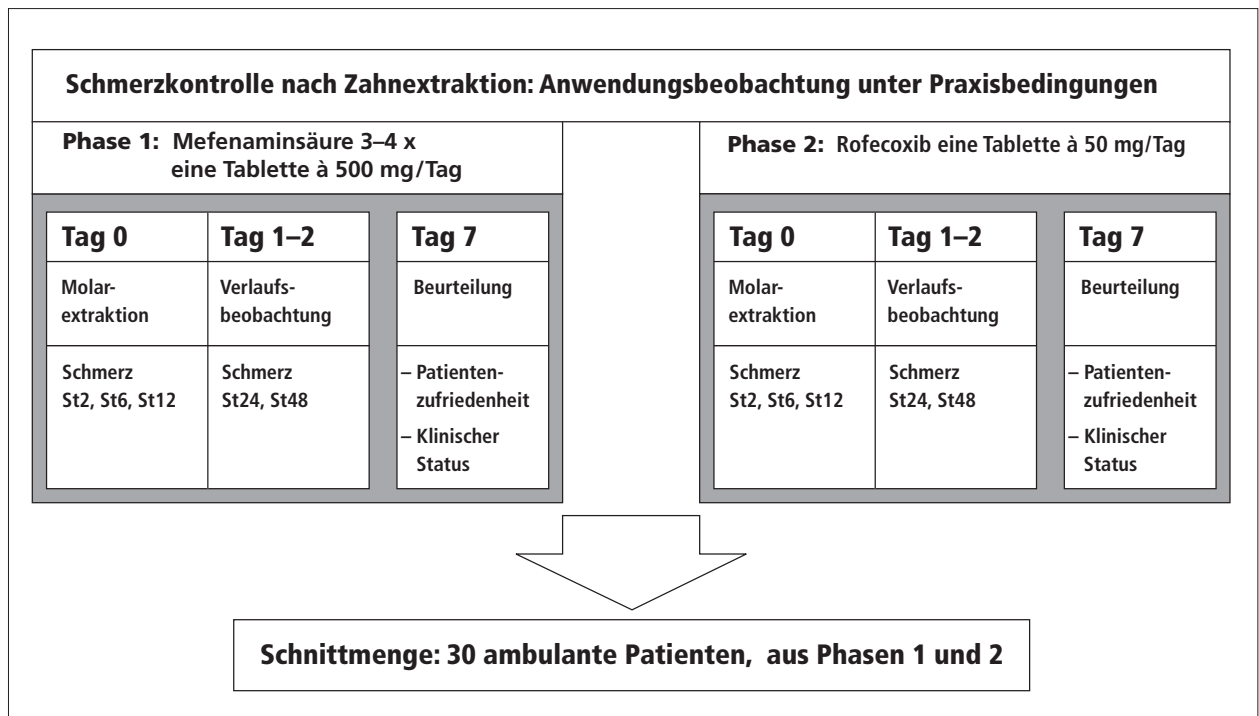 Schmerzkontrolle nach Zahnextraktion: Anwendungsbeobachtung unter Praxisbedingungen
Phase 1: Mefenaminsäure 3–4 x
eine Tablette à 500 mg/Tag
Tag 0
Molar-
extraktion
Schmerz
St2, St6, St12
Tag 1–2
Verlaufs-
beobachtung
Schmerz
St24, St48
Tag 7
Beurteilung
– Patienten-
zufriedenheit
– Klinischer
Status
Phase 2: Rofecoxib eine Tablette à 50 mg/Tag
Tag 0
Molar-
extraktion
Schmerz
St2, St6, St12
Tag 1–2
Verlaufs-
beobachtung
Schmerz
St24, St48
Tag 7
Beurteilung
– Patienten-
zufriedenheit
– Klinischer
Status
Schnittmenge: 30 ambulante Patienten, aus Phasen 1 und 2